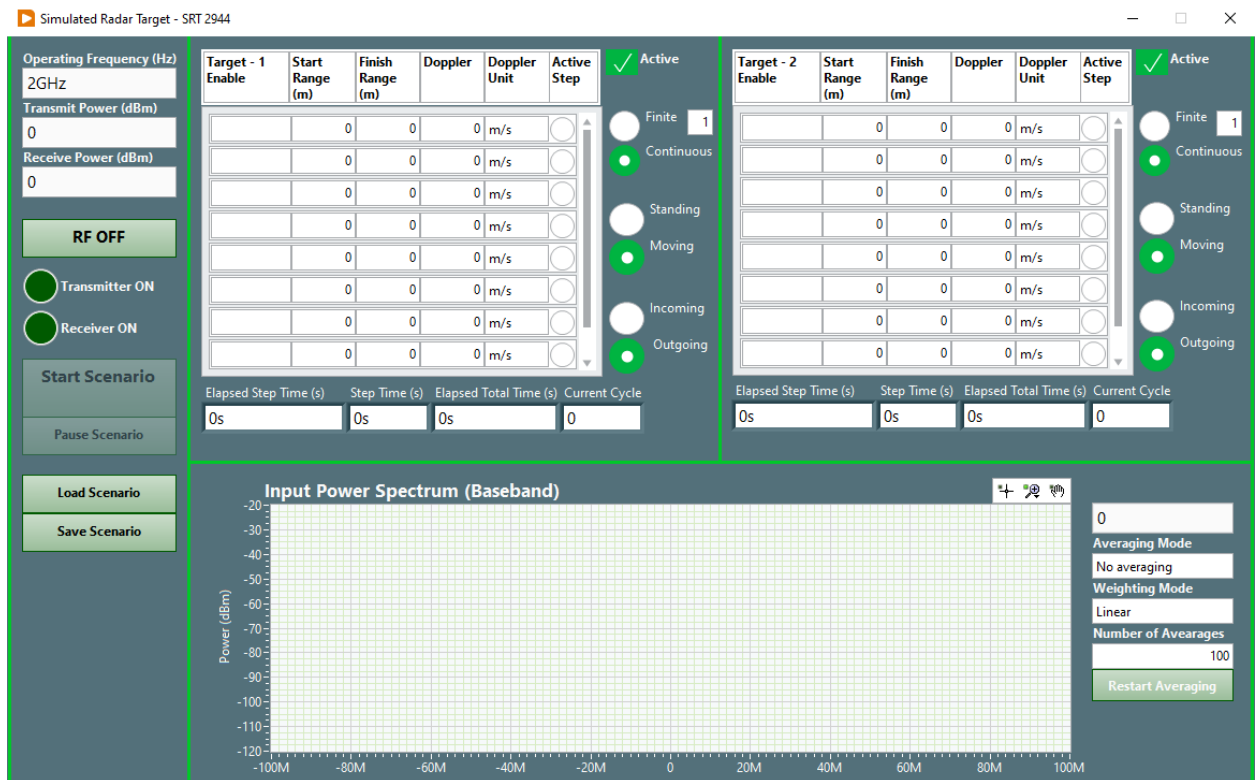 Simulated Radar Target - SRT 2944
Operating Frequency (Hz)
2GHz
Transmit Power (dBm)
0
Receive Power (dBm)
0
RF OFF
Transmitter ON
Receiver ON
Start Scenario
Pause Scenario
Load Scenario
Save Scenario
Target - 1 Enable Start Range (m) Finish Range (m) Doppler Doppler Unit Active Step
0 0 0 m/s
0 0 0 m/s
0 0 0 m/s
0 0 0 m/s
0 0 0 m/s
0 0 0 m/s
0 0 0 m/s
0 0 0 m/s
Active
Finite 1
Continuous
Standing
Moving
Incoming
Outgoing
Elapsed Step Time (s) Step Time (s) Elapsed Total Time (s) Current Cycle
0s 0s 0s 0
Target - 2 Enable Start Range (m) Finish Range (m) Doppler Doppler Unit Active Step
0 0 0 m/s
0 0 0 m/s
0 0 0 m/s
0 0 0 m/s
0 0 0 m/s
0 0 0 m/s
0 0 0 m/s
0 0 0 m/s
Active
Finite 1
Continuous
Standing
Moving
Incoming
Outgoing
Elapsed Step Time (s) Step Time (s) Elapsed Total Time (s) Current Cycle
0s 0s 0s 0
Input Power Spectrum (Baseband)
Power (dBm)
-20
-30
-40
-50
-60
-70
-80
-90
-100
-110
-120
-100M -80M -60M -40M -20M 0 20M 40M 60M 80M 100M
0
Averaging Mode
No averaging
Weighting Mode
Linear
Number of Avearages
100
Restart Averaging